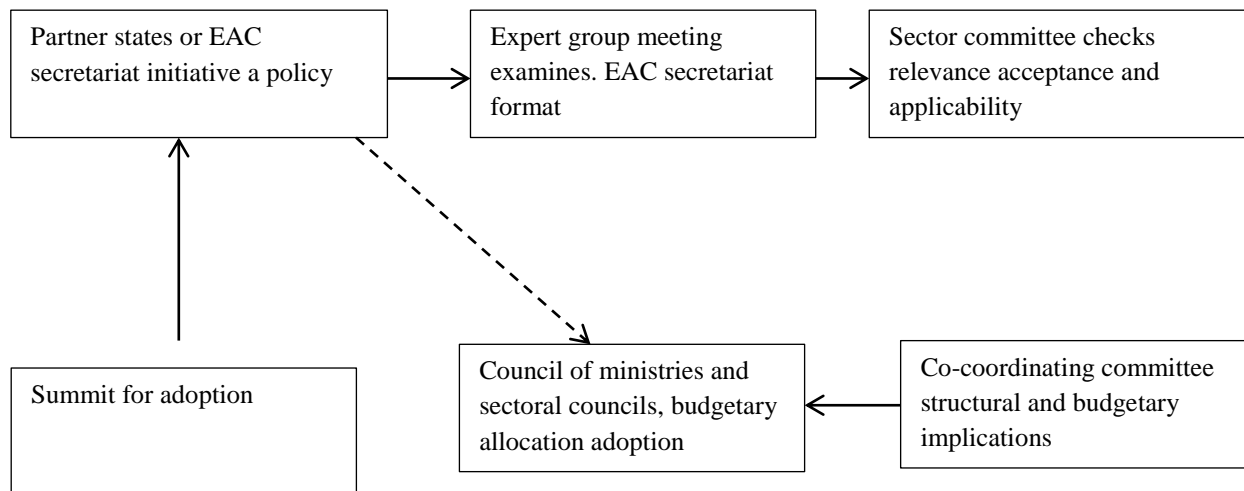 Partner states or EAC
secretariat initiative a policy
Expert group meeting
examines. EAC secretariat
format
Sector committee checks
relevance acceptance and
applicability
Summit for adoption
Council of ministries and
sectoral councils, budgetary
allocation adoption
Co-coordinating committee
structural and budgetary
implications